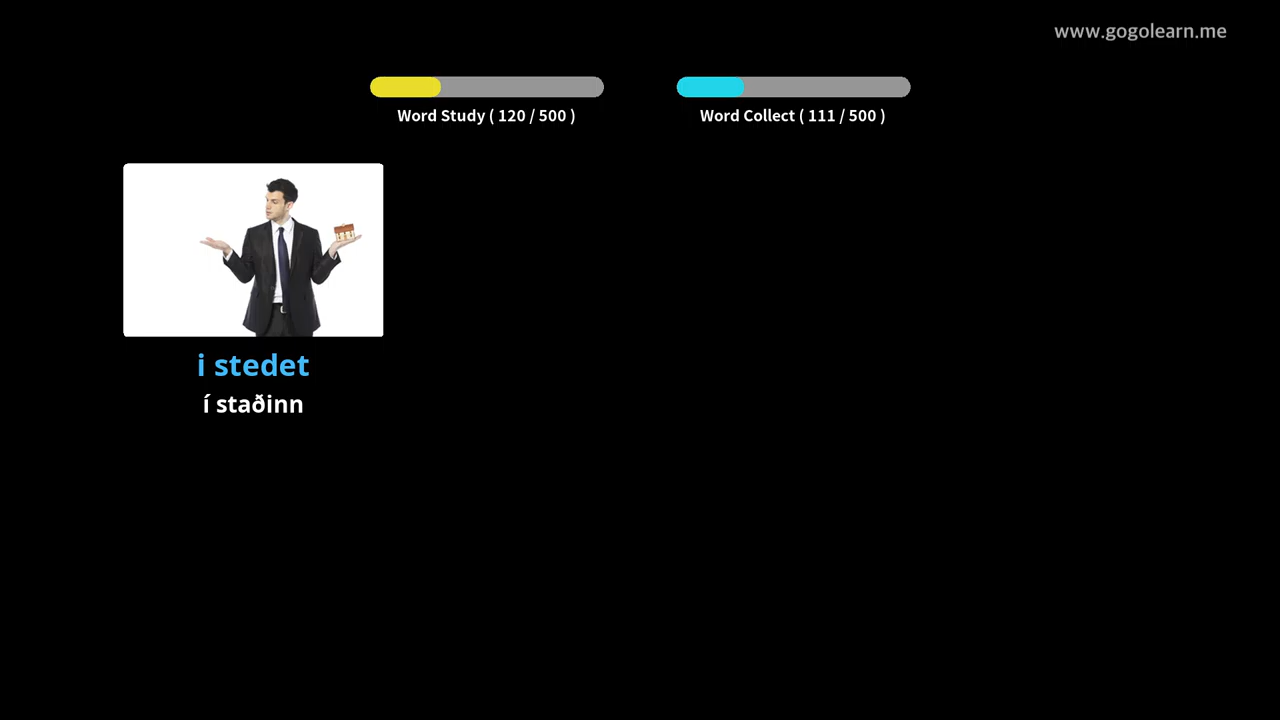 www.gogolearn.me
Word Study ( 120 / 500 )
Word Collect ( 111 / 500 )
i stedet
í staðinn